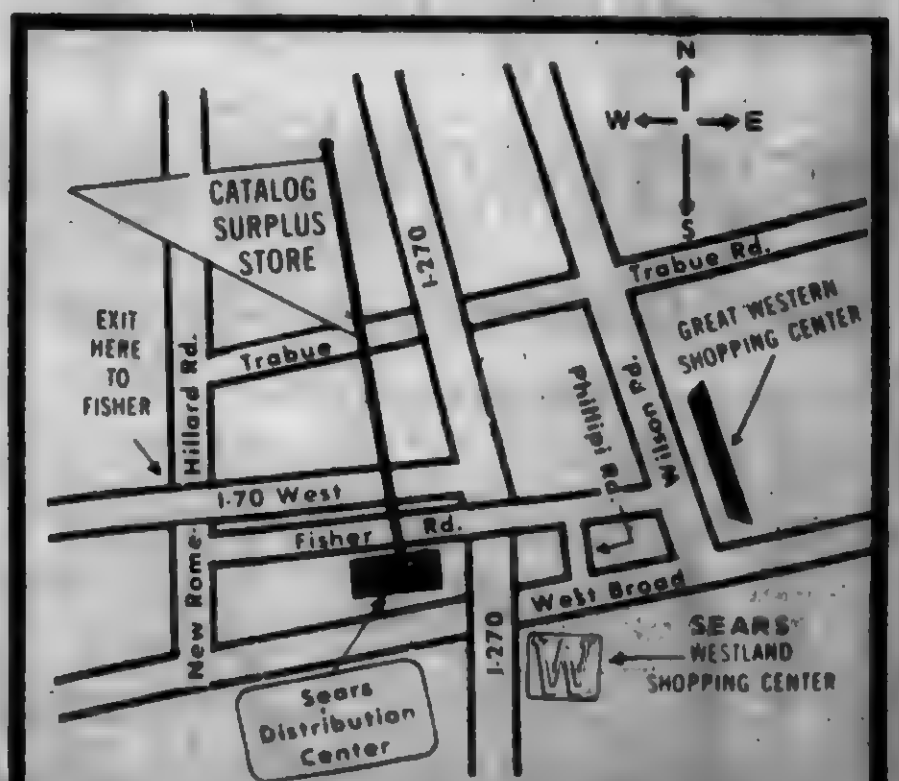 N
W E
S
CATALOG
SURPLUS
STORE
I-270
Trabue Rd.
GREAT WESTERN
SHOPPING CENTER
EXIT
HERE
TO
FISHER
Hillard Rd.
Trabue
Phillipi Rd.
Wilson Rd.
I-70 West
Fisher Rd.
New Rome
West Broad
I-270
W
SEARS
WESTLAND
SHOPPING CENTER
Sears
Distribution
Center